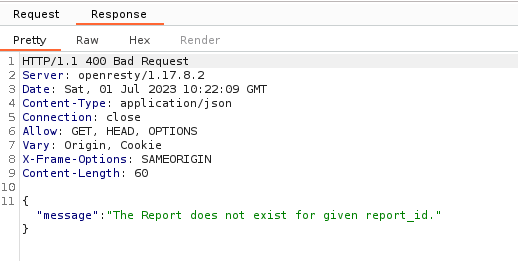 Request Response
Pretty Raw Hex Render
1 HTTP/1.1 400 Bad Request
2 Server: openresty/1.17.8.2
3 Date: Sat, 01 Jul 2023 10:22:09 GMT
4 Content-Type: application/json
5 Connection: close
6 Allow: GET, HEAD, OPTIONS
7 Vary: Origin, Cookie
8 X-Frame-Options: SAMEORIGIN
9 Content-Length: 60
10
11 {
"message":"The Report does not exist for given report_id."
}